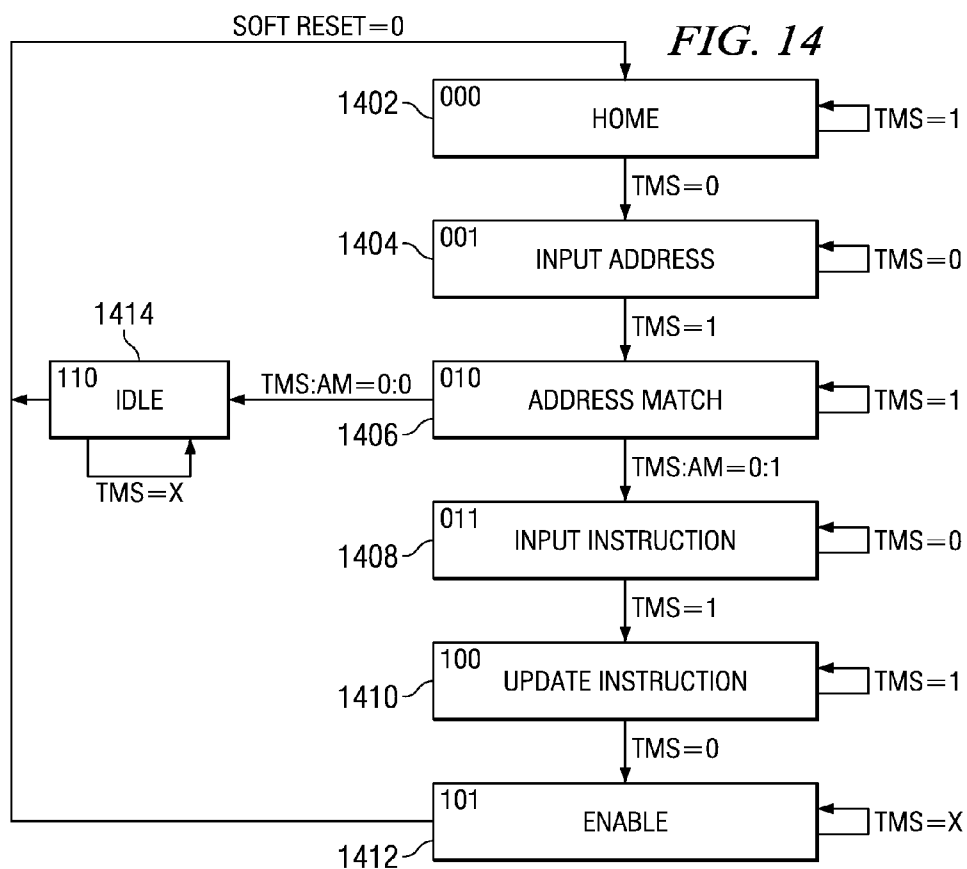 SOFT RESET=0
FIG. 14
1402
000
HOME
TMS=1
TMS=0
1404
001
INPUT ADDRESS
TMS=0
TMS=1
1414
110
IDLE
TMS=X
TMS:AM=0:0
010
ADDRESS MATCH
TMS=1
1406
TMS:AM=0:1
011
INPUT INSTRUCTION
TMS=0
1408
TMS=1
100
UPDATE INSTRUCTION
TMS=1
1410
TMS=0
101
ENABLE
TMS=X
1412